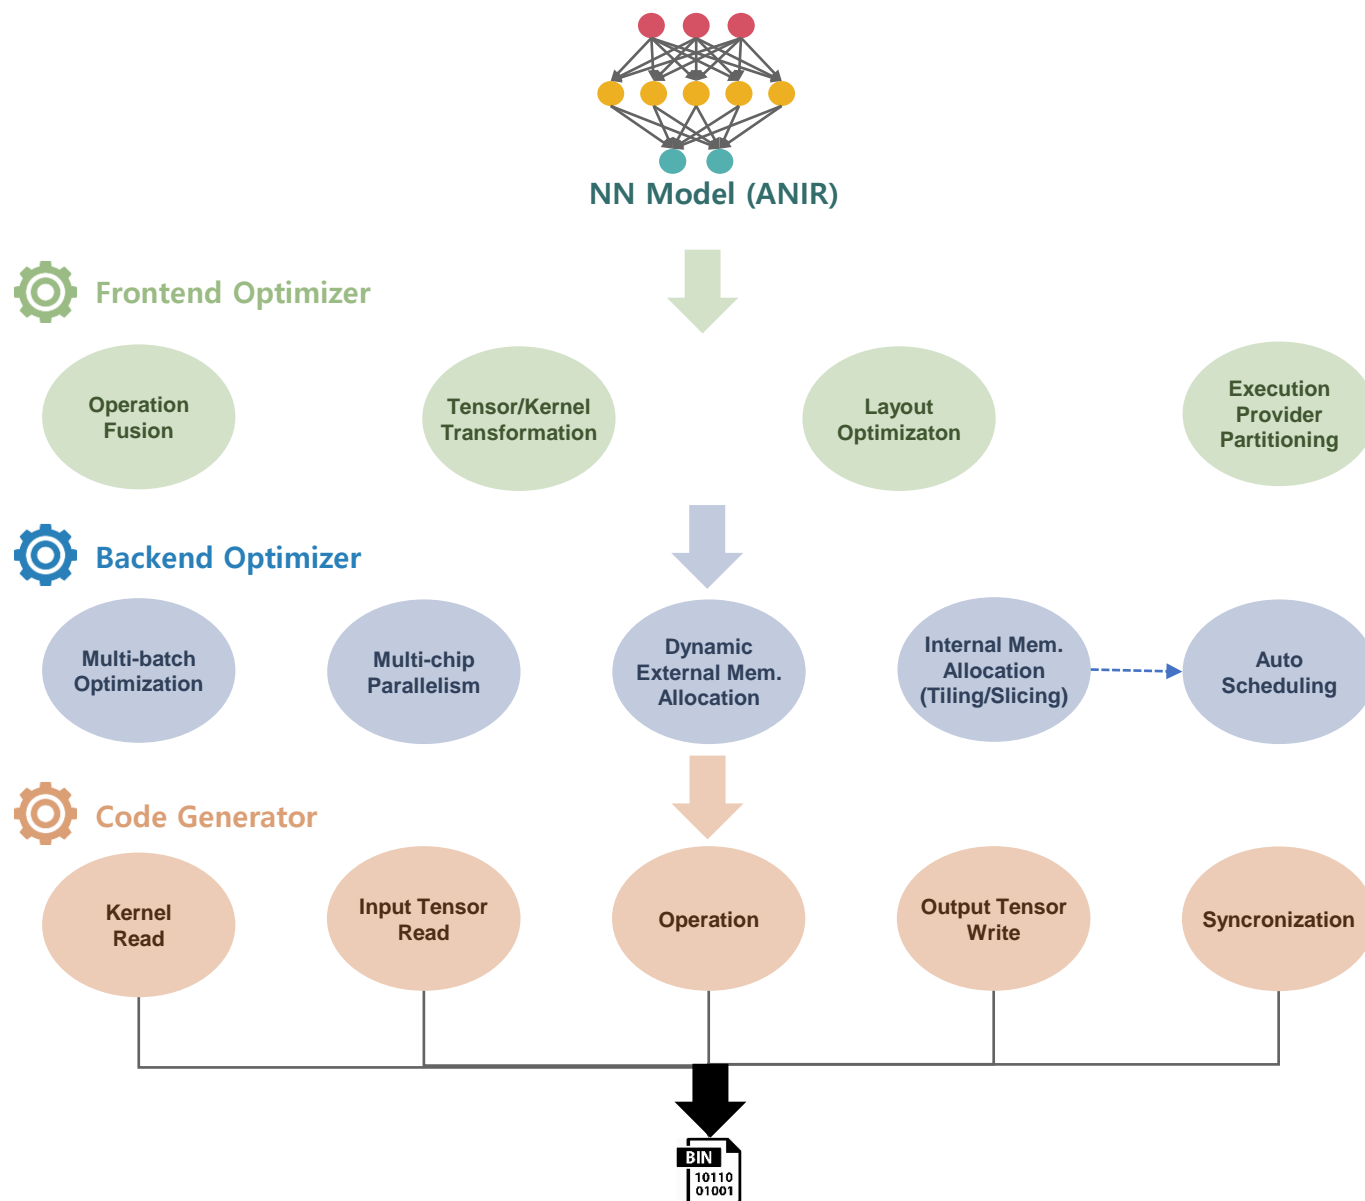 NN Model (ANIR)
Frontend Optimizer
Operation
Fusion
Tensor/Kernel
Transformation
Layout
Optimizaton
Execution
Provider
Partitioning
Backend Optimizer
Multi-batch
Optimization
Multi-chip
Parallelism
Dynamic
External Mem.
Allocation
Internal Mem.
Allocation
(Tiling/Slicing)
Auto
Scheduling
Code Generator
Kernel
Read
Input Tensor
Read
Operation
Output Tensor
Write
Syncronization
BIN
10110
01001